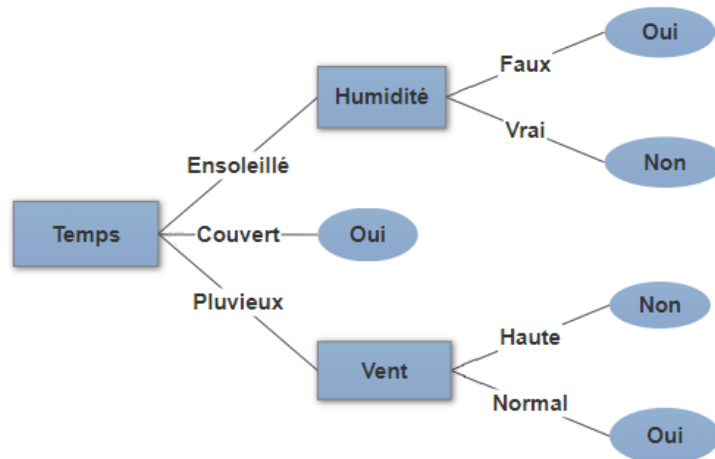 Oui
Humidité
Faux
Vrai
Non
Ensoleillé
Temps
Couvert
Oui
Pluvieux
Non
Haute
Vent
Normal
Oui